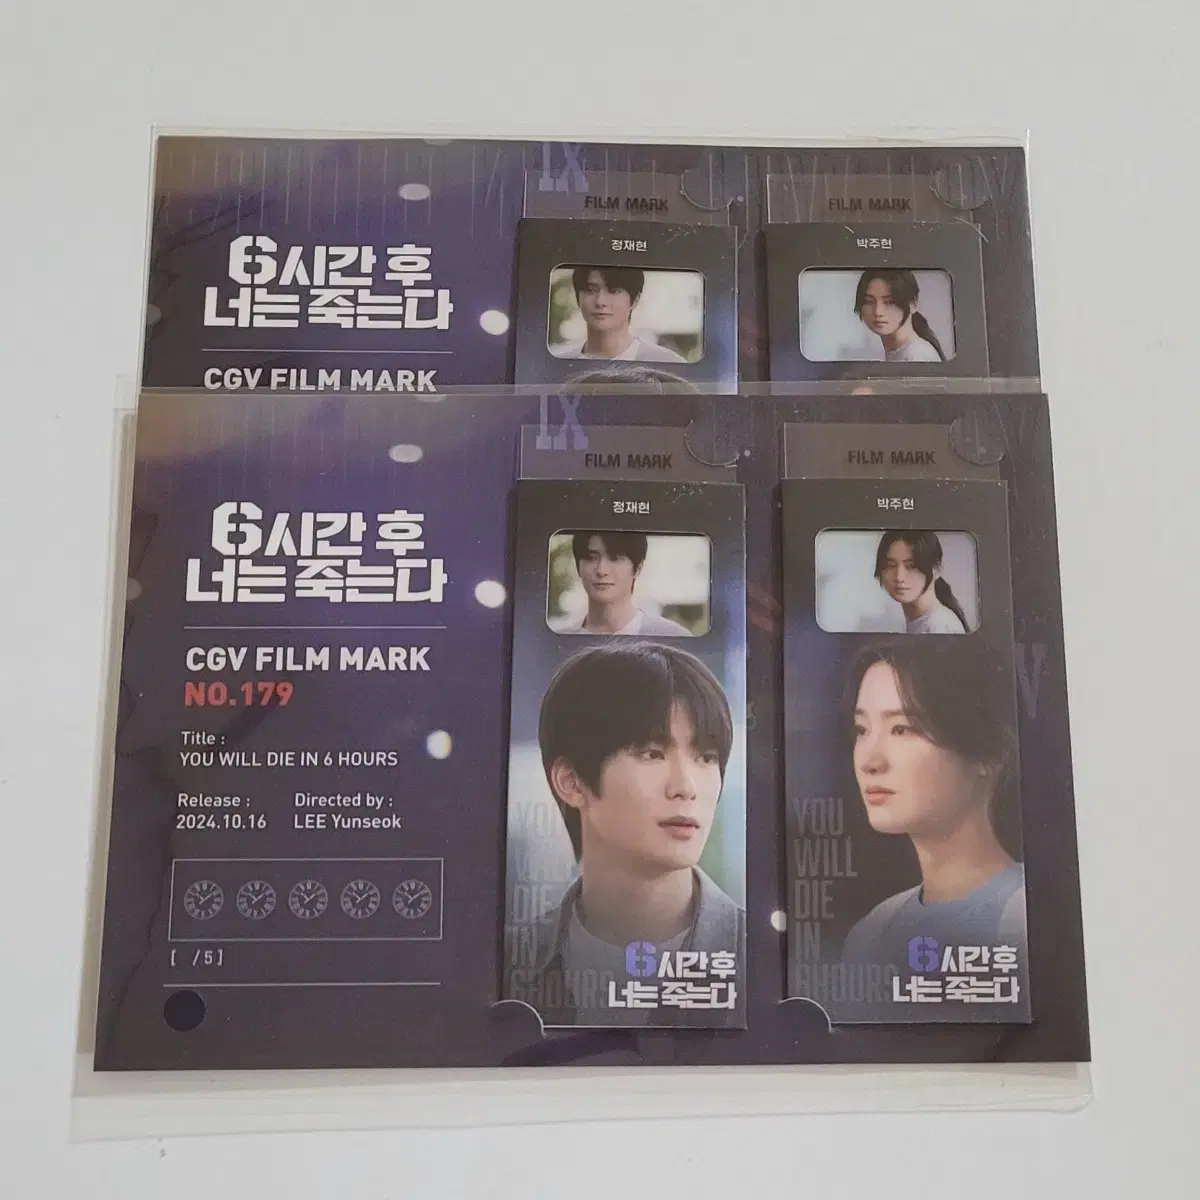 IX
FILM MARK
FILM MARK
정재현
박주현
6시간 후
너는 죽는다
CGV FILM MARK
IX
FILM MARK
FILM MARK
정재현
박주현
6시간 후
너는 죽는다
CGV FILM MARK
NO.179
Title :
YOU WILL DIE IN 6 HOURS
Release :
2024.10.16
Directed by :
LEE Yunseok
[ /5]
YOU
WILL
DIE
IN
6HOURS
6시간 후
너는 죽는다
YOU
WILL
DIE
IN
6HOURS
6시간 후
너는 죽는다